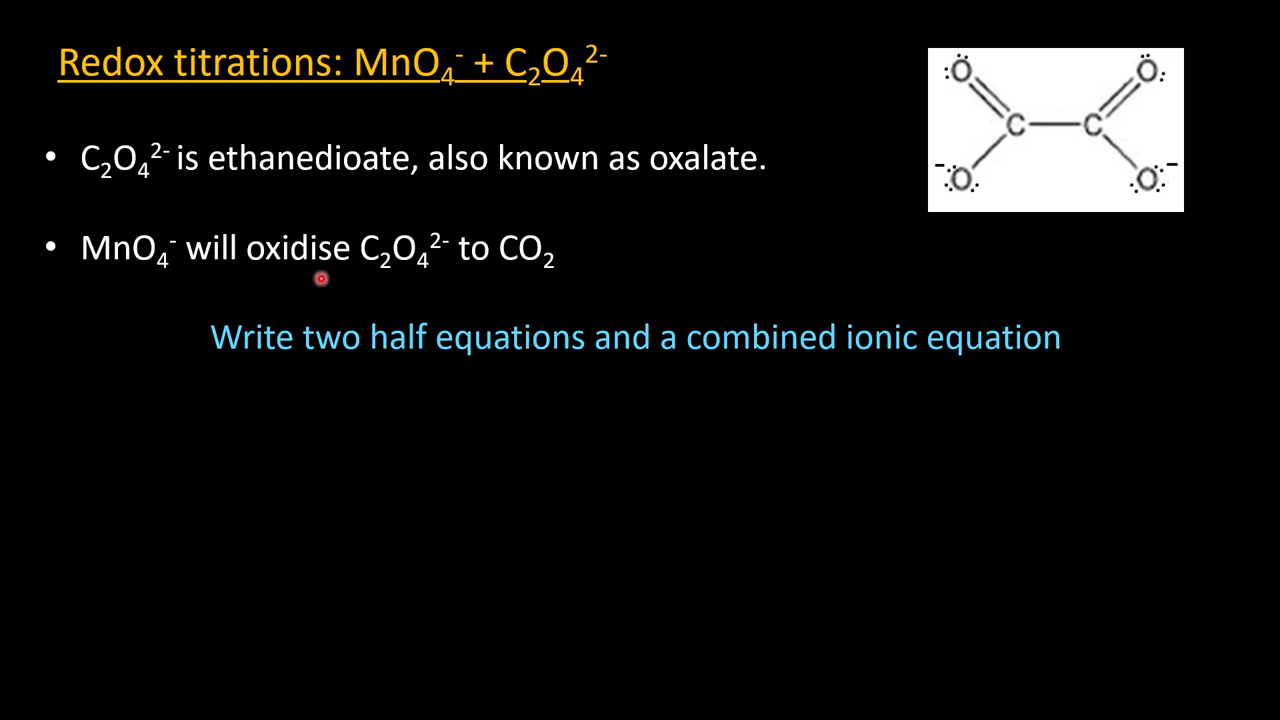 Redox titrations: MnO₄⁻ + C₂O₄²⁻
• C₂O₄²⁻ is ethanedioate, also known as oxalate.
• MnO₄⁻ will oxidise C₂O₄²⁻ to CO₂
Write two half equations and a combined ionic equation
O O
C C
⁻O O⁻